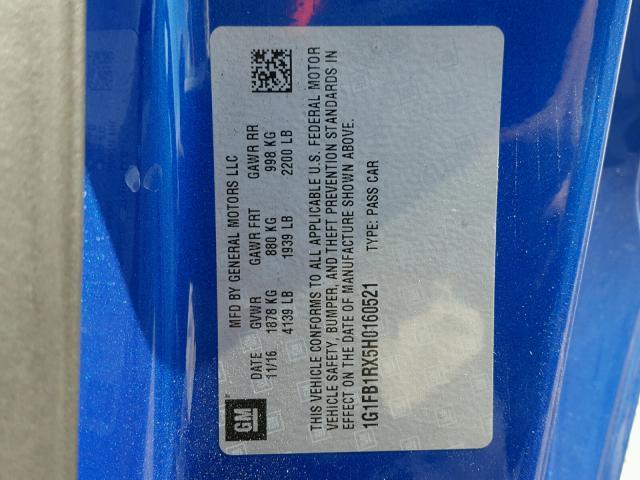 MFD BY GENERAL MOTORS LLC
DATE GVWR GAWR FRT GAWR RR
11/16 1878 KG 880 KG 998 KG
4139 LB 1939 LB 2200 LB
THIS VEHICLE CONFORMS TO ALL APPLICABLE U.S. FEDERAL MOTOR
VEHICLE SAFETY, BUMPER, AND THEFT PREVENTION STANDARDS IN
EFFECT ON THE DATE OF MANUFACTURE SHOWN ABOVE.
1G1FB1RX5H0160521 TYPE: PASS CAR
GM